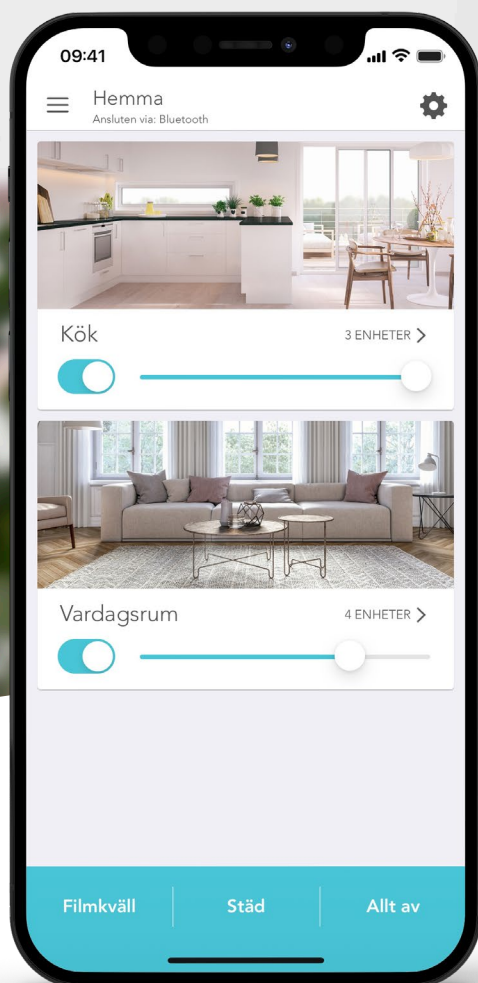 09:41
Hemma
Ansluten via: Bluetooth
Kök
3 ENHETER
Vardagsrum
4 ENHETER
Filmkväll
Städ
Allt av